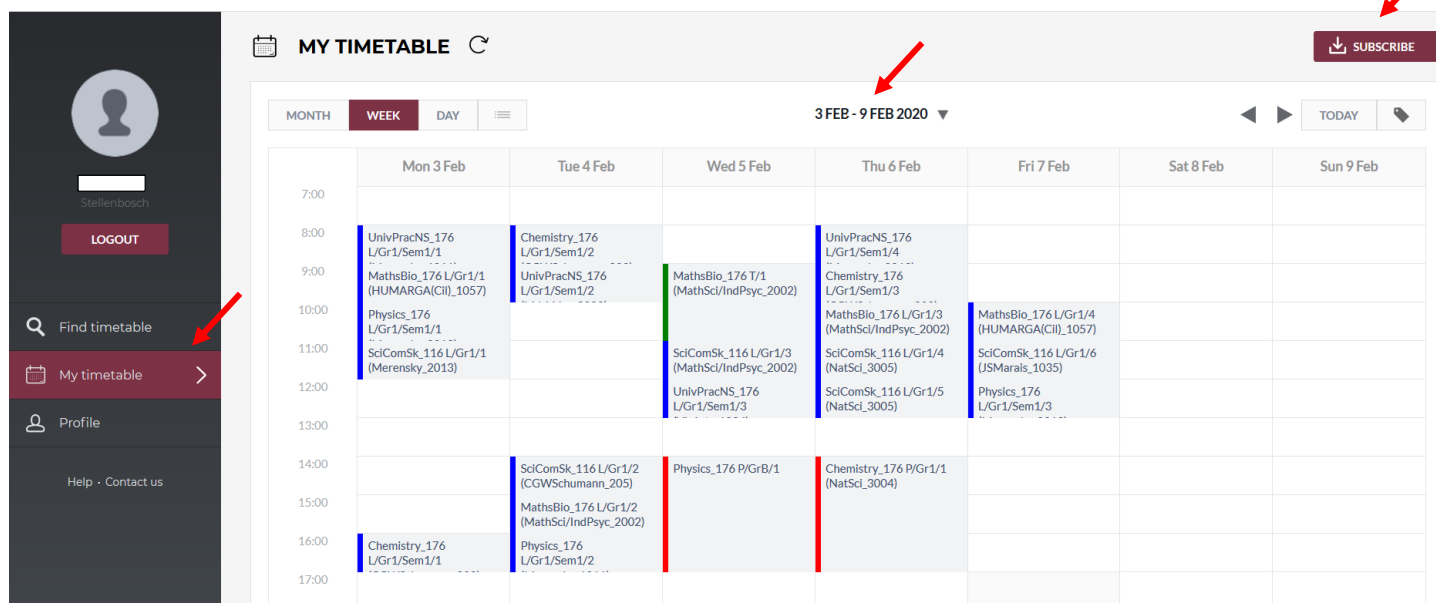 MY TIMETABLE
SUBSCRIBE
Stellenbosch
LOGOUT
Find timetable
My timetable
Profile
Help · Contact us
MONTH WEEK DAY
3 FEB - 9 FEB 2020
TODAY
Mon 3 Feb Tue 4 Feb Wed 5 Feb Thu 6 Feb Fri 7 Feb Sat 8 Feb Sun 9 Feb
7:00
8:00
9:00
10:00
11:00
12:00
13:00
14:00
15:00
16:00
17:00
UnivPracNS_176
L/Gr1/Sem1/1
MathsBio_176 L/Gr1/1
(HUMARGA(Cil)_1057)
Physics_176
L/Gr1/Sem1/1
SciComSk_116 L/Gr1/1
(Merensky_2013)
Chemistry_176
L/Gr1/Sem1/1
Chemistry_176
L/Gr1/Sem1/2
UnivPracNS_176
L/Gr1/Sem1/2
SciComSk_116 L/Gr1/2
(CGWSchumann_205)
MathsBio_176 L/Gr1/2
(MathSci/IndPsyc_2002)
Physics_176
L/Gr1/Sem1/2
MathsBio_176 T/1
(MathSci/IndPsyc_2002)
SciComSk_116 L/Gr1/3
(MathSci/IndPsyc_2002)
UnivPracNS_176
L/Gr1/Sem1/3
Physics_176 P/GrB/1
UnivPracNS_176
L/Gr1/Sem1/4
Chemistry_176
L/Gr1/Sem1/3
MathsBio_176 L/Gr1/3
(MathSci/IndPsyc_2002)
SciComSk_116 L/Gr1/4
(NatSci_3005)
SciComSk_116 L/Gr1/5
(NatSci_3005)
Chemistry_176 P/Gr1/1
(NatSci_3004)
MathsBio_176 L/Gr1/4
(HUMARGA(Cil)_1057)
SciComSk_116 L/Gr1/6
(JSMarais_1035)
Physics_176
L/Gr1/Sem1/3